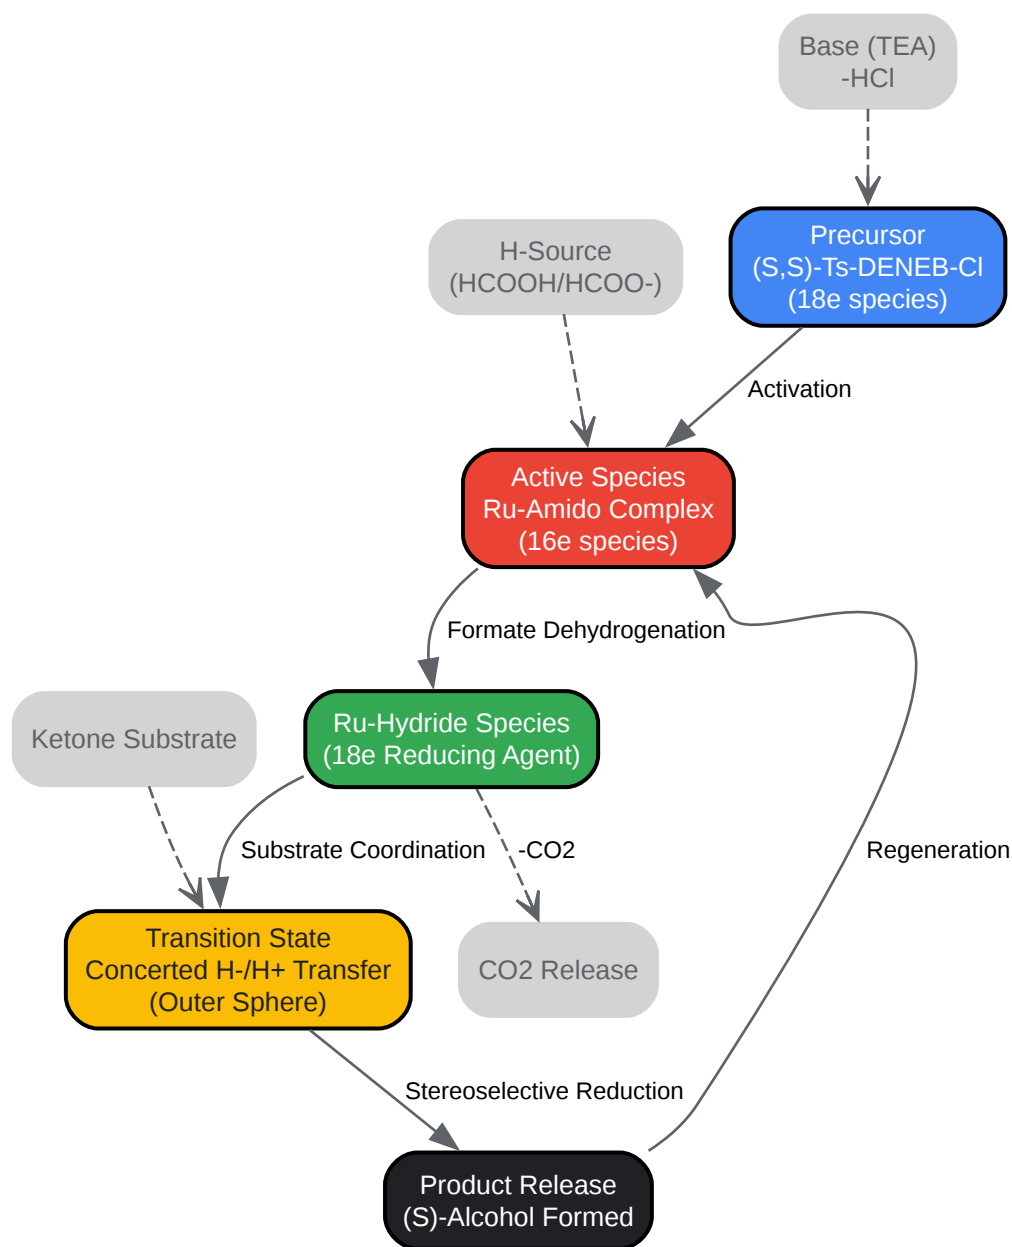 Base (TEA)
-HCl
Precursor
(S,S)-Ts-DENEB-Cl
(18e species)
H-Source
(HCOOH/HCOO-)
Activation
Active Species
Ru-Amido Complex
(16e species)
Formate Dehydrogenation
Ru-Hydride Species
(18e Reducing Agent)
Ketone Substrate
Substrate Coordination
-CO2
Regeneration
Transition State
Concerted H-/H+ Transfer
(Outer Sphere)
CO2 Release
Stereoselective Reduction
Product Release
(S)-Alcohol Formed